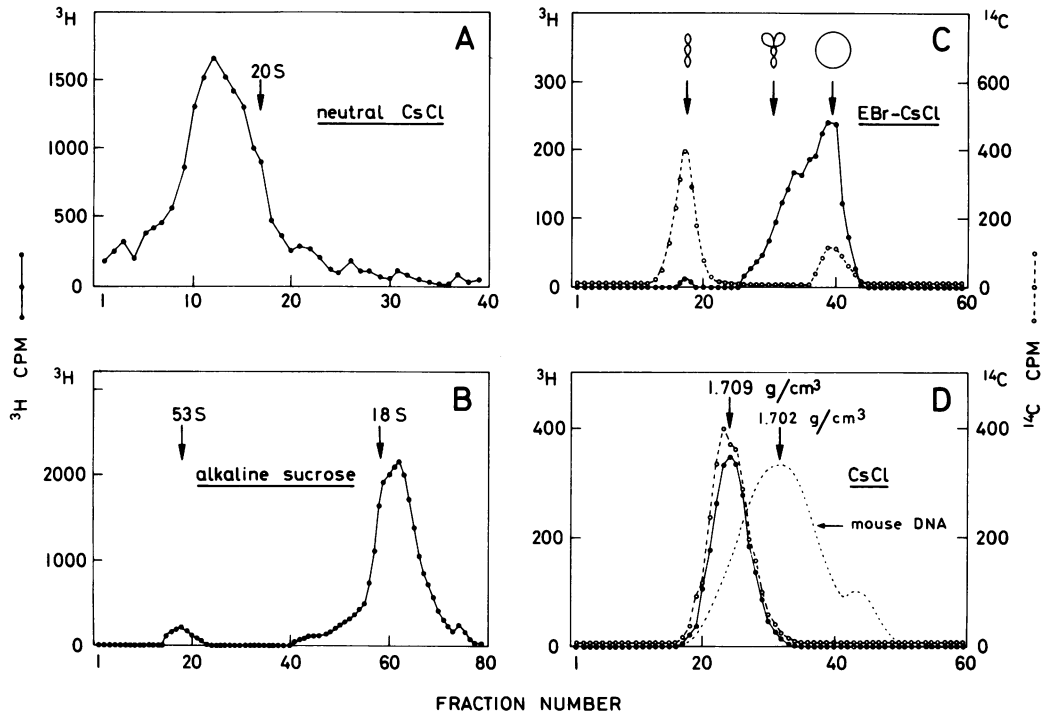 ³H
A
1500
20S
neutral CsCl
1000
500
0
1 10 20 30 40
³H
¹⁴C
C
300
600
EBr-CsCl
200
400
100
200
0
0
1 20 40 60
³H CPM
¹⁴C CPM
³H
B
53S
18S
alkaline sucrose
2000
1000
0
1 20 40 60 80
³H
¹⁴C
D
1.709 g/cm³
1.702 g/cm³
400
400
CsCl
mouse DNA
200
200
0
0
1 20 40 60
FRACTION NUMBER